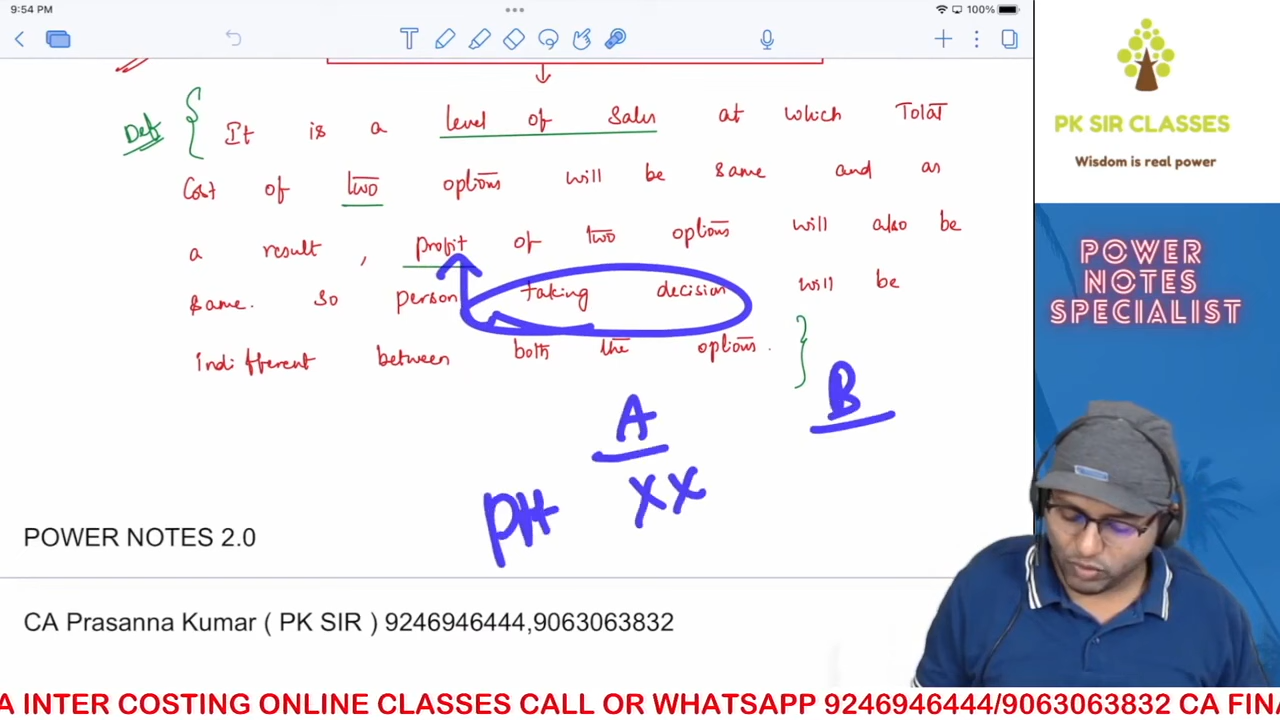 9:54 PM
100%
PK SIR CLASSES
Wisdom is real power
POWER
NOTES
SPECIALIST
Def
It is a level of Sales at which Total
Cost of two options will be same and as
a result, profit of two options will also be
same. So person taking decision will be
Indifferent between both the options.
A
B
XX
POWER NOTES 2.0
CA Prasanna Kumar ( PK SIR ) 9246946444,9063063832
A INTER COSTING ONLINE CLASSES CALL OR WHATSAPP 9246946444/9063063832 CA FINA